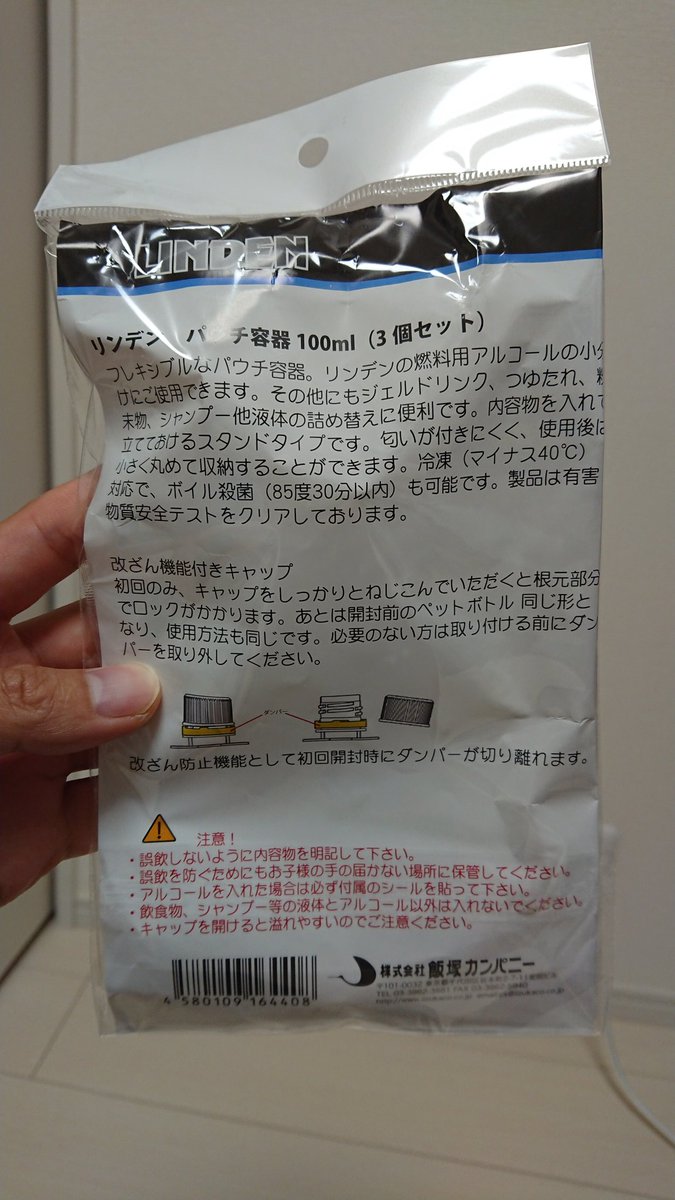 LINDEN
リンデン パウチ容器 100ml（3個セット）
フレキシブルなパウチ容器。リンデンの燃料用アルコールの小分
けにご使用できます。その他にもジェルドリンク、つゆたれ、粉
末物、シャンプー他液体の詰め替えに便利です。内容物を入れて
立てておけるスタンドタイプです。匂いが付きにくく、使用後は
小さく丸めて収納することができます。冷凍（マイナス40℃）
対応で、ボイル殺菌（85度30分以内）も可能です。製品は有害
物質安全テストをクリアしております。
改ざん機能付きキャップ
初回のみ、キャップをしっかりとねじこんでいただくと根元部分
でロックがかかります。あとは開封前のペットボトル 同じ形と
なり、使用方法も同じです。必要のない方は取り付ける前にダン
パーを取り外してください。
ダンパー
改ざん防止機能として初回開封時にダンパーが切り離れます。
注意！
・誤飲しないように内容物を明記して下さい。
・誤飲を防ぐためにもお子様の手の届かない場所に保管してください。
・アルコールを入れた場合は必ず付属のシールを貼って下さい。
・飲食物、シャンプー等の液体とアルコール以外は入れないでください。
・キャップを開けると溢れやすいのでご注意ください。
株式会社 飯塚カンパニー
〒101-0032 東京都千代田区岩本町2-7-11
4 580109 164408